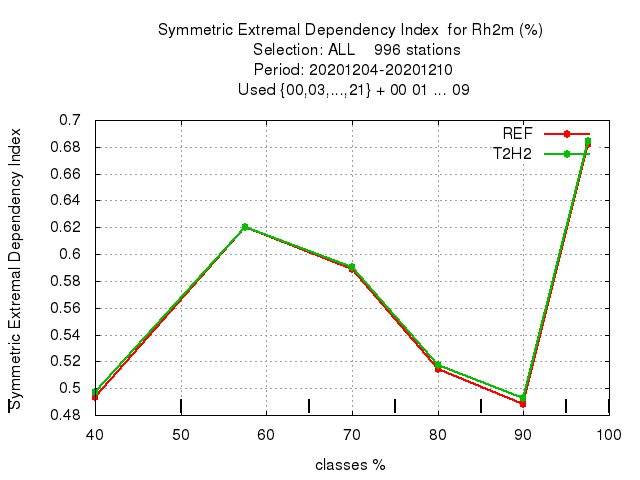 Symmetric Extremal Dependency Index for Rh2m (%)
Selection: ALL 996 stations
Period: 20201204-20201210
Used {00,03,...,21} + 00 01 ... 09
Symmetric Extremal Dependency Index
0.7
0.68
0.66
0.64
0.62
0.6
0.58
0.56
0.54
0.52
0.5
0.48
REF
T2H2
40 50 60 70 80 90 100
classes %